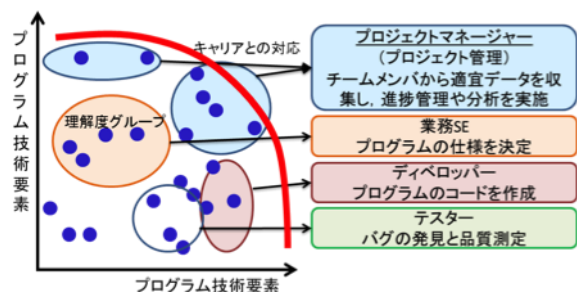 プログラム技術要素
キャリアとの対応
理解度グループ
プロジェクトマネージャー
(プロジェクト管理)
チームメンバから適宜データを収
集し,進捗管理や分析を実施
業務SE
プログラムの仕様を決定
ディベロッパー
プログラムのコードを作成
テスター
バグの発見と品質測定
プログラム技術要素